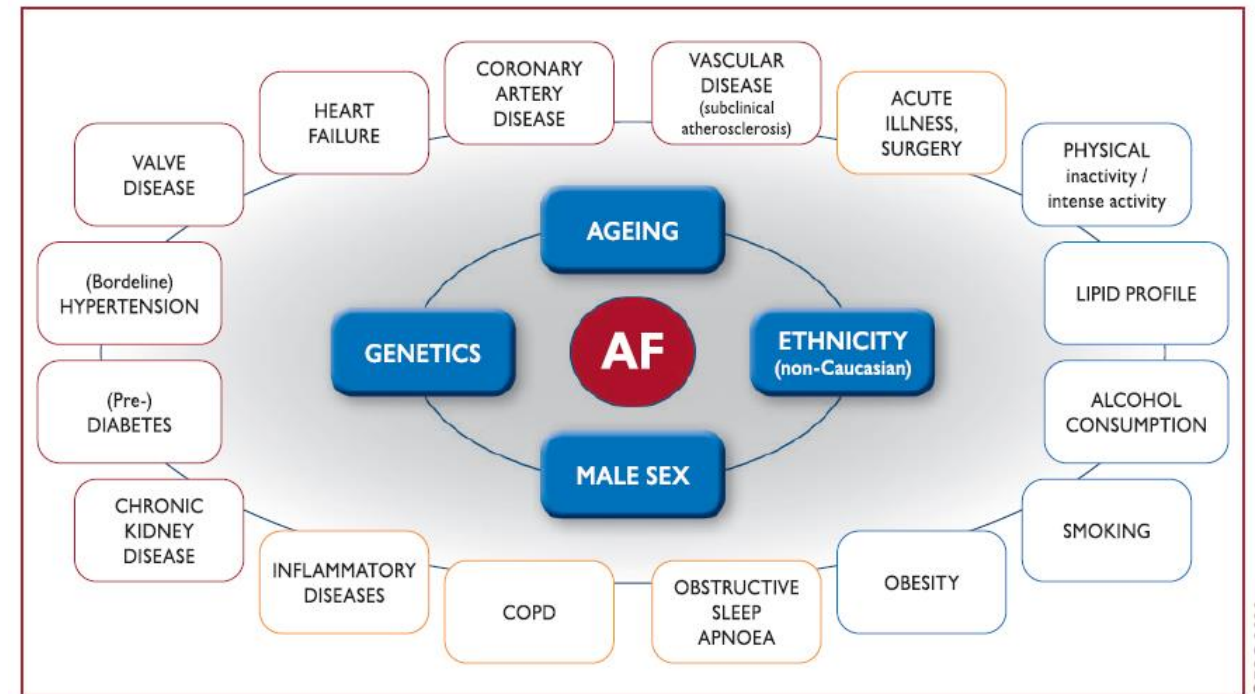 CORONARY
ARTERY
DISEASE
VASCULAR
DISEASE
(subclinical
atherosclerosis)
HEART
FAILURE
ACUTE
ILLNESS,
SURGERY
VALVE
DISEASE
PHYSICAL
inactivity /
intense activity
AGEING
(Bordeline)
HYPERTENSION
LIPID PROFILE
GENETICS
AF
ETHNICITY
(non-Caucasian)
(Pre-)
DIABETES
ALCOHOL
CONSUMPTION
MALE SEX
CHRONIC
KIDNEY
DISEASE
SMOKING
INFLAMMATORY
DISEASES
COPD
OBSTRUCTIVE
SLEEP
APNOEA
OBESITY